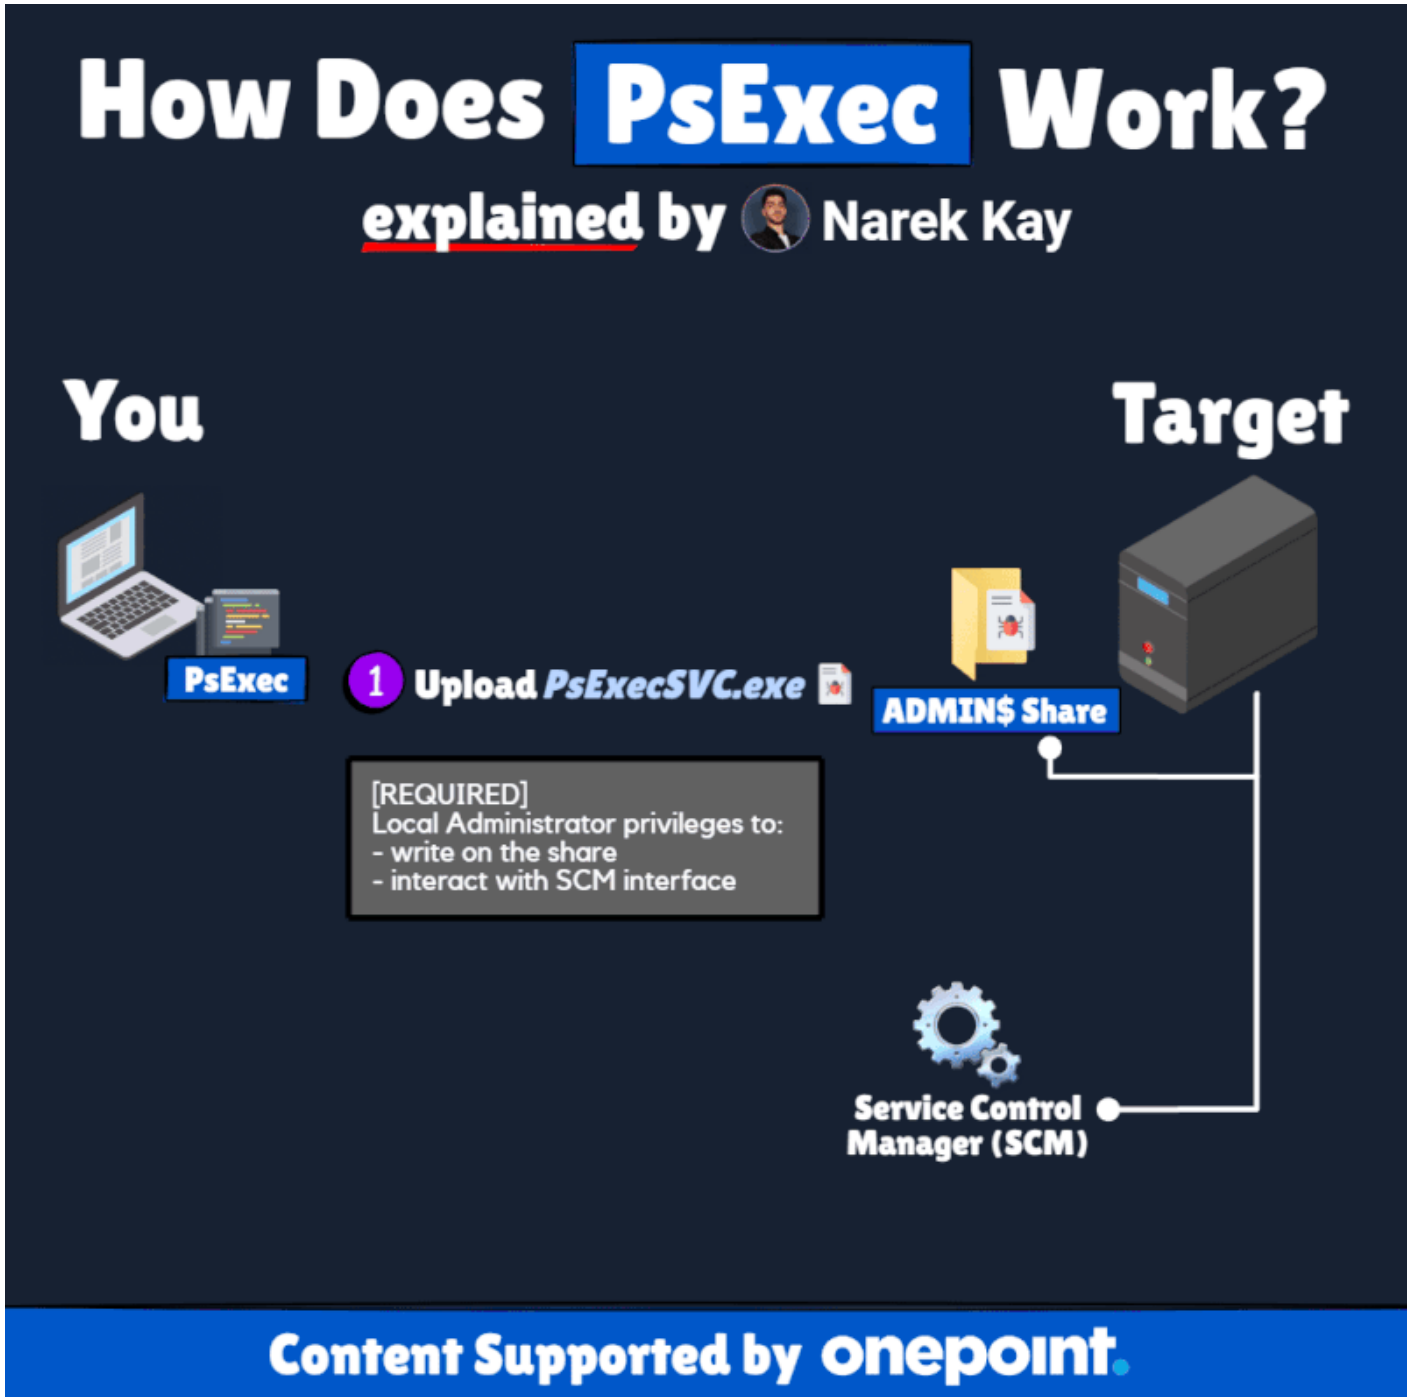 How Does PsExec Work?
explained by Narek Kay
You
Target
PsExec
1 Upload PsExecSVC.exe
ADMIN$ Share
[REQUIRED]
Local Administrator privileges to:
- write on the share
- interact with SCM interface
Service Control
Manager (SCM)
Content Supported by onepoint.